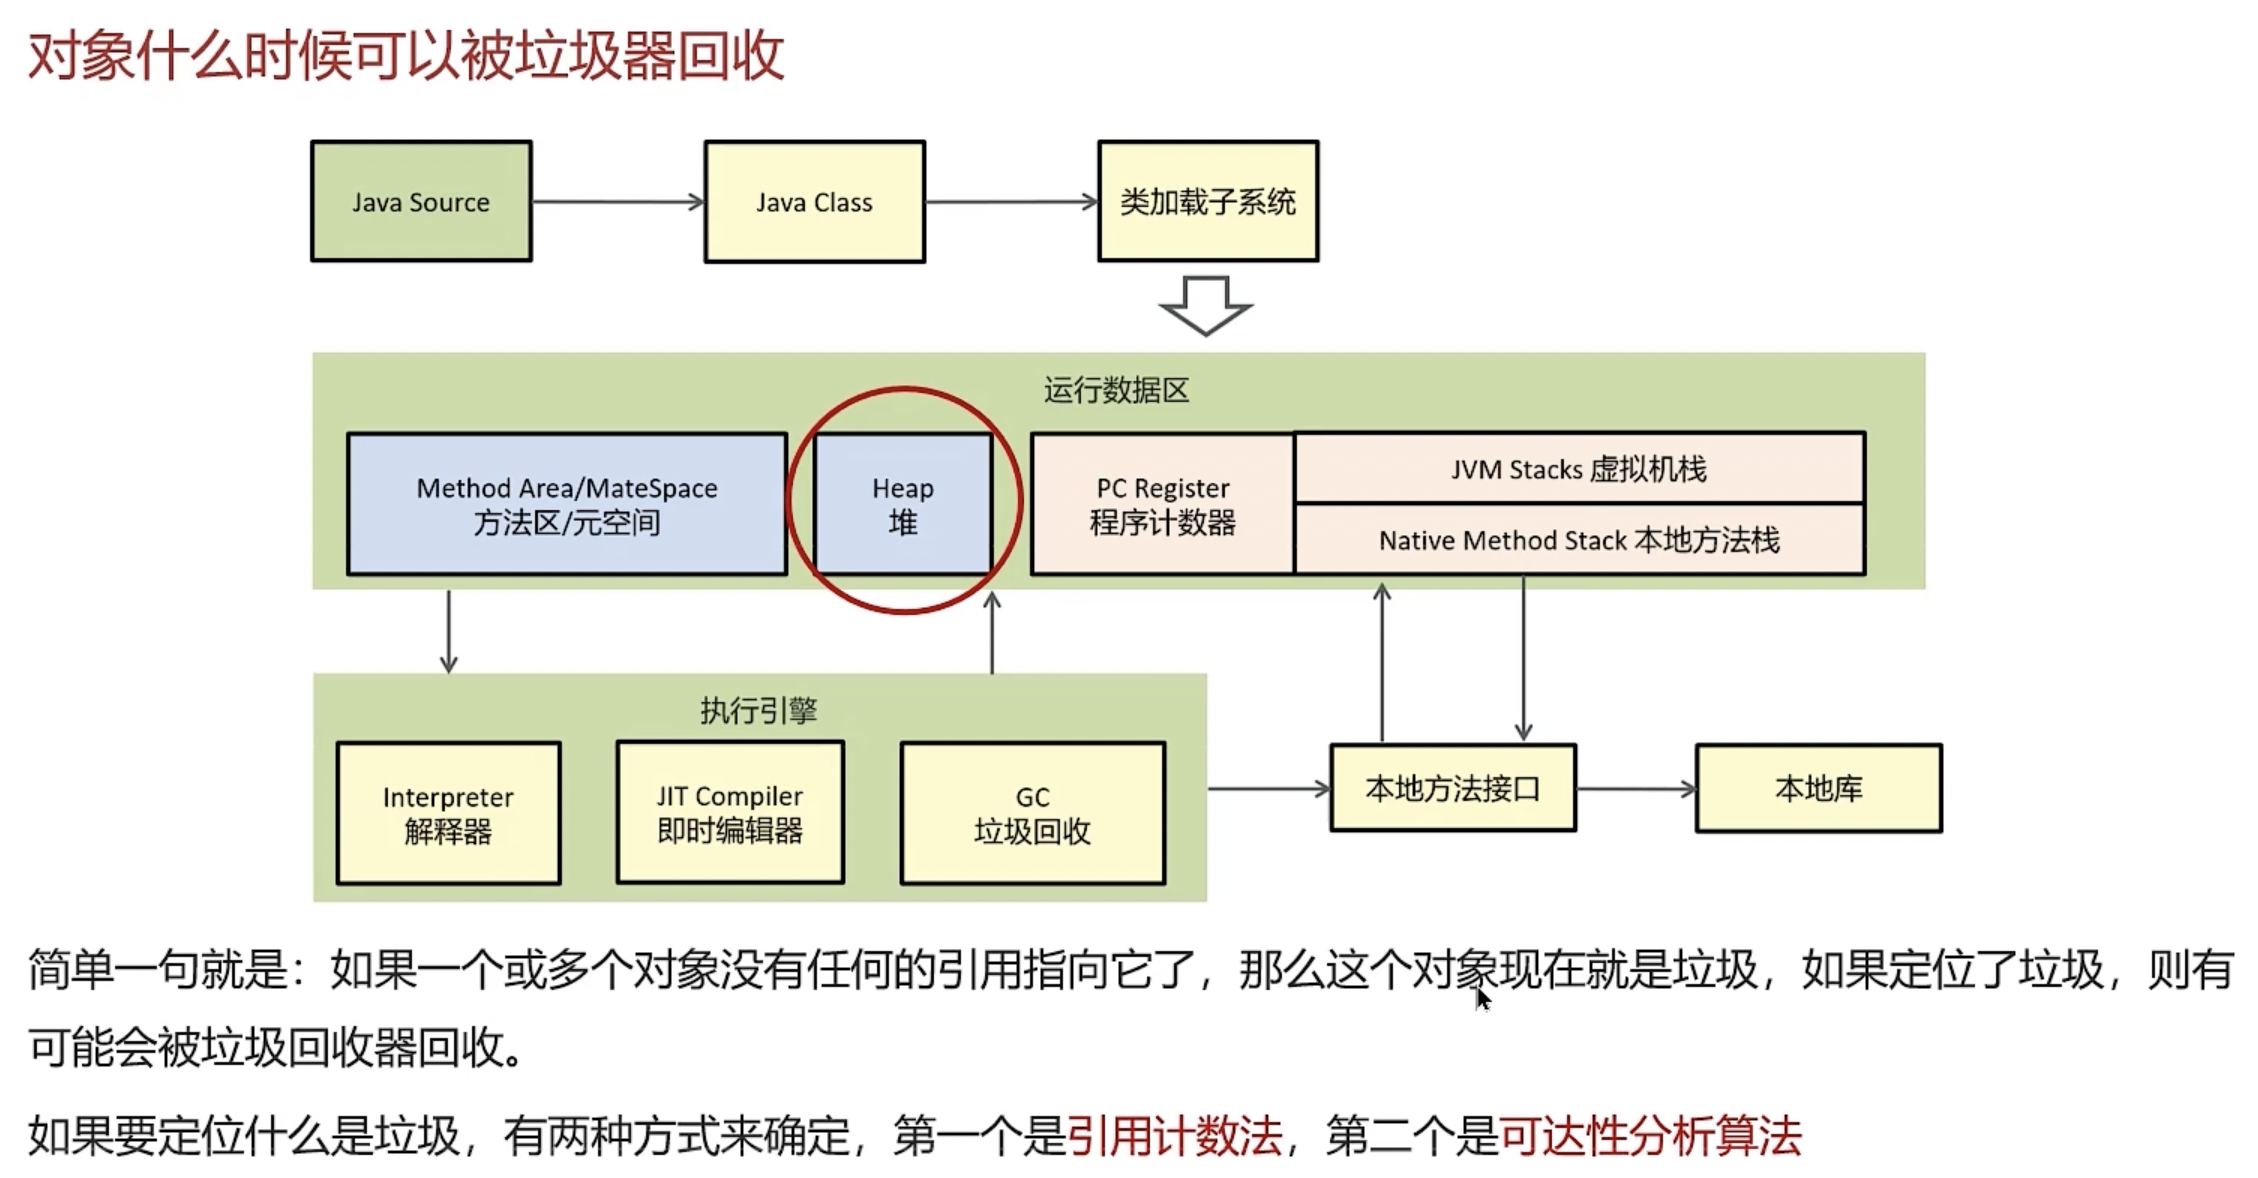 对象什么时候可以被垃圾器回收
Java Source
Java Class
类加载子系统
运行数据区
Method Area/MateSpace
方法区/元空间
Heap
堆
PC Register
程序计数器
JVM Stacks 虚拟机栈
Native Method Stack 本地方法栈
执行引擎
Interpreter
解释器
JIT Compiler
即时编辑器
GC
垃圾回收
本地方法接口
本地库
简单一句就是：如果一个或多个对象没有任何的引用指向它了，那么这个对象现在就是垃圾，如果定位了垃圾，则有
可能会被垃圾回收器回收。
如果要定位什么是垃圾，有两种方式来确定，第一个是引用计数法，第二个是可达性分析算法